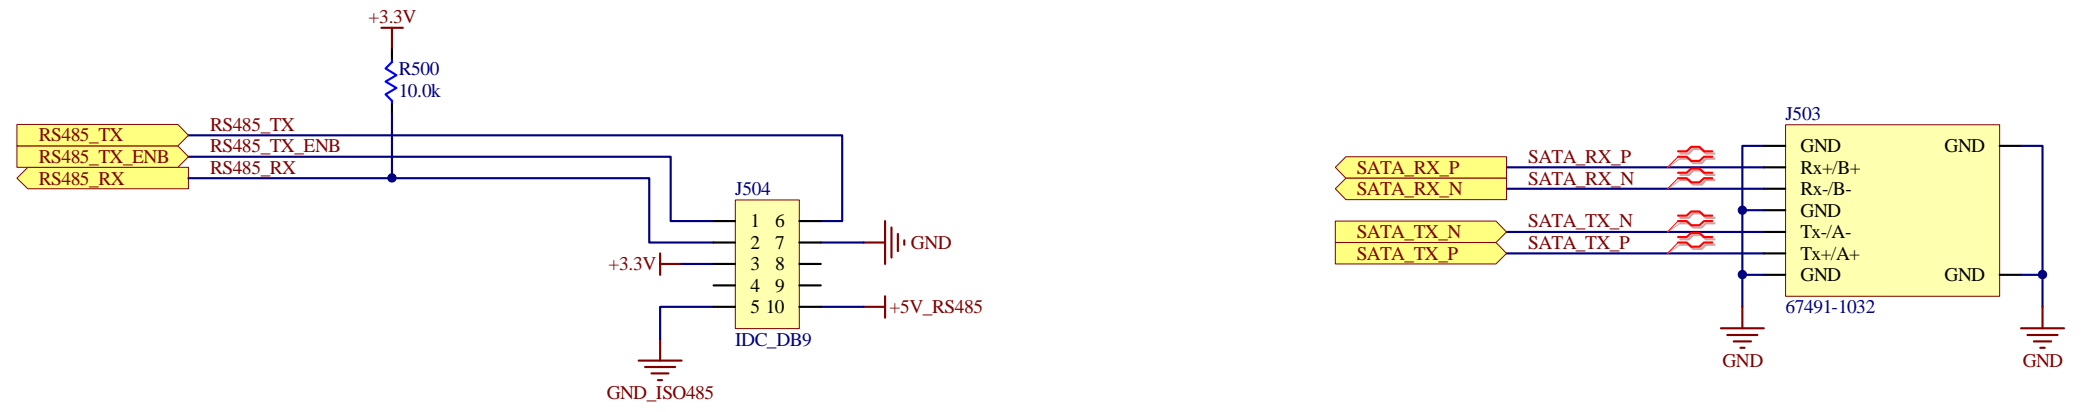 +3.3V
R500
10.0k
RS485_TX RS485_TX
RS485_TX_ENB RS485_TX_ENB
RS485_RX RS485_RX
J504
1 6
2 7 GND
+3.3V 3 8
4 9
5 10 +5V_RS485
IDC_DB9
GND_ISO485
J503
GND GND
SATA_RX_P SATA_RX_P Rx+/B+
SATA_RX_N SATA_RX_N Rx-/B-
GND
SATA_TX_N SATA_TX_N Tx-/A-
SATA_TX_P SATA_TX_P Tx+/A+
GND GND
67491-1032
GND GND